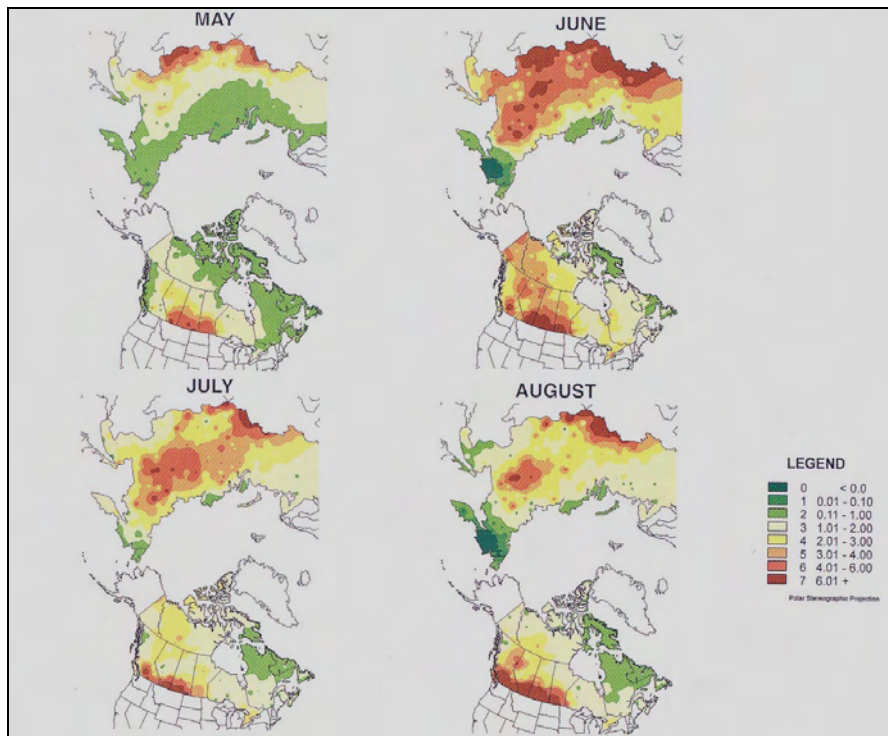 MAY
JUNE
JULY
AUGUST
LEGEND
0 < 0.0
1 0.01 - 0.10
2 0.11 - 1.00
3 1.01 - 2.00
4 2.01 - 3.00
5 3.01 - 4.00
6 4.01 - 6.00
7 6.01 +
Polar Stereographic Projection